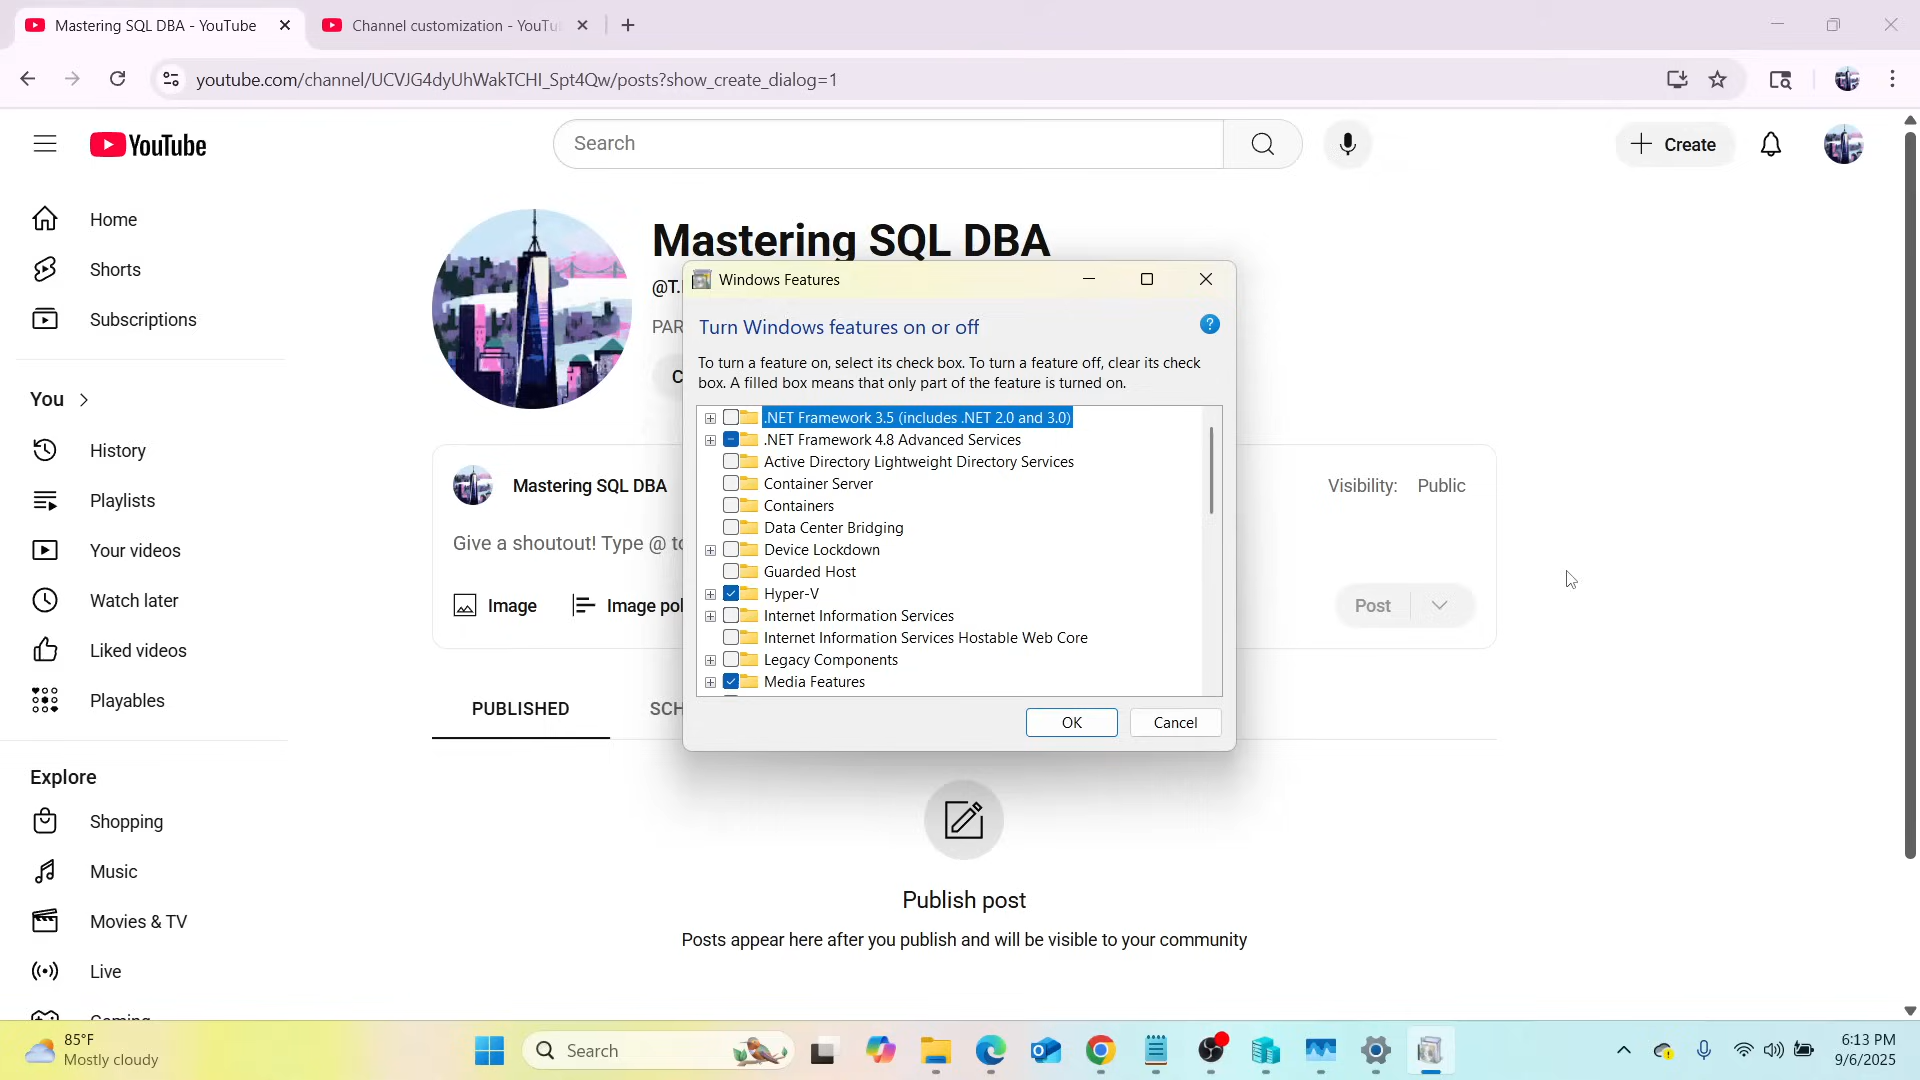 Mastering SQL DBA - YouTube
Channel customization - YouTu
youtube.com/channel/UCVJG4dyUhWakTCHI_Spt4Qw/posts?show_create_dialog=1
YouTube
Search
Create
Home
Shorts
Subscriptions
You
History
Playlists
Your videos
Watch later
Liked videos
Playables
Explore
Shopping
Music
Movies & TV
Live
Gaming
Mastering SQL DBA
@T.
PAR
C
Mastering SQL DBA
Visibility: Public
Give a shoutout! Type @ to
Image
Image pol
Post
PUBLISHED
SCH
Publish post
Posts appear here after you publish and will be visible to your community
Windows Features
Turn Windows features on or off
To turn a feature on, select its check box. To turn a feature off, clear its check
box. A filled box means that only part of the feature is turned on.
.NET Framework 3.5 (includes .NET 2.0 and 3.0)
.NET Framework 4.8 Advanced Services
Active Directory Lightweight Directory Services
Container Server
Containers
Data Center Bridging
Device Lockdown
Guarded Host
Hyper-V
Internet Information Services
Internet Information Services Hostable Web Core
Legacy Components
Media Features
OK
Cancel
85°F
Mostly cloudy
Search
6:13 PM
9/6/2025